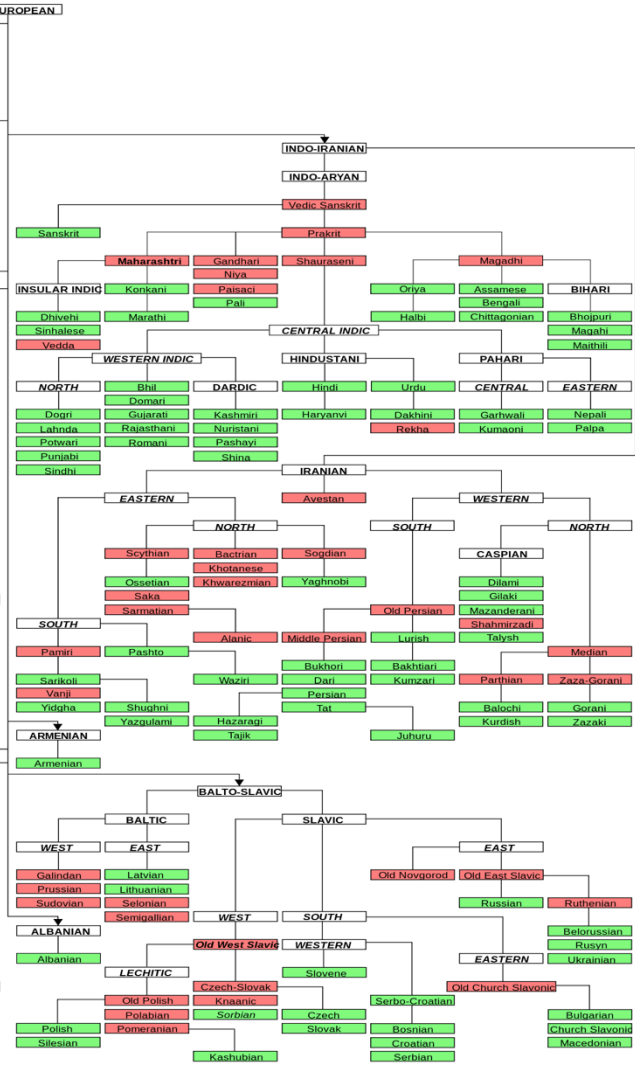 UROPEAN
INDO-IRANIAN
INDO-ARYAN
Vedic Sanskrit
Sanskrit Prakrit
Maharashtri Gandhari Shauraseni Magadhi
Niya
INSULAR INDIC Konkani Paisaci Oriya Assamese BIHARI
Pali Bengali
Dhivehi Marathi Halbi Chittagonian Bhojpuri
Sinhalese CENTRAL INDIC Magahi
Vedda Maithili
WESTERN INDIC HINDUSTANI PAHARI
NORTH Bhil DARDIC Hindi Urdu CENTRAL EASTERN
Domari
Dogri Gujarati Kashmiri Haryanvi Dakhini Garhwali Nepali
Lahnda Rajasthani Nuristani Rekha Kumaoni Palpa
Potwari Romani Pashayi
Punjabi Shina
Sindhi IRANIAN
EASTERN Avestan WESTERN
NORTH SOUTH NORTH
Scythian Bactrian Sogdian CASPIAN
Khotanese
Ossetian Khwarezmian Yaghnobi Dilami
Saka Gilaki
Sarmatian Old Persian Mazanderani
SOUTH Shahmirzadi
Alanic Middle Persian Lurish Talysh
Pamiri Pashto Median
Bukhori Bakhtiari
Sarikoli Waziri Dari Kumzari Parthian Zaza-Gorani
Vanji Persian
Yidgha Shughni Tat Balochi Gorani
Yazgulami Hazaragi Kurdish Zazaki
ARMENIAN Tajik Juhuru
Armenian
BALTO-SLAVIC
BALTIC SLAVIC
WEST EAST EAST
Galindan Latvian Old Novgorod Old East Slavic
Prussian Lithuanian
Sudovian Selonian Russian Ruthenian
Semigallian WEST SOUTH
ALBANIAN Belorussian
Old West Slavic WESTERN Rusyn
Albanian EASTERN Ukrainian
LECHITIC Slovene
Czech-Slovak Old Church Slavonic
Old Polish Knaanic Serbo-Croatian
Polabian Sorbian Czech Bulgarian
Polish Pomeranian Slovak Bosnian Church Slavonic
Silesian Croatian Macedonian
Kashubian Serbian